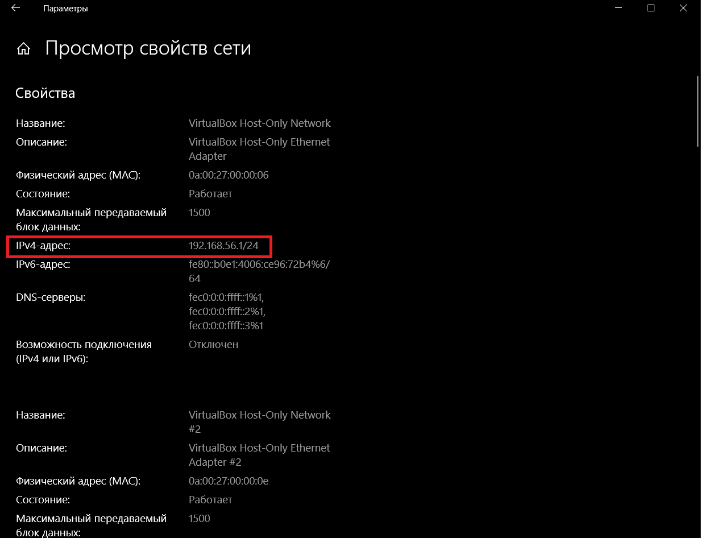 Параметры
Просмотр свойств сети
Свойства
Название: VirtualBox Host-Only Network
Описание: VirtualBox Host-Only Ethernet
Adapter
Физический адрес (MAC): 0a:00:27:00:00:06
Состояние: Работает
Максимальный передаваемый 1500
блок данных:
IPv4-адрес: 192.168.56.1/24
IPv6-адрес: fe80::b0e1:4006:ce96:72b4%6/
64
DNS-серверы: fec0:0:0:ffff::1%1,
fec0:0:0:ffff::2%1,
fec0:0:0:ffff::3%1
Возможность подключения Отключен
(IPv4 или IPv6):
Название: VirtualBox Host-Only Network
#2
Описание: VirtualBox Host-Only Ethernet
Adapter #2
Физический адрес (MAC): 0a:00:27:00:00:0e
Состояние: Работает
Максимальный передаваемый 1500
блок данных: